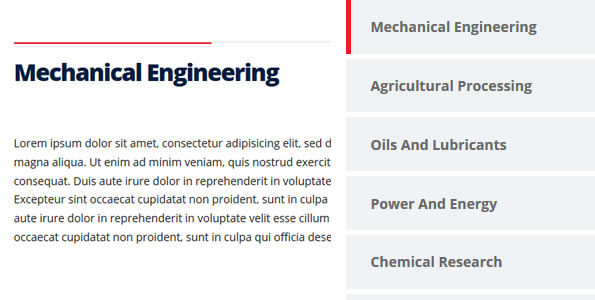 Mechanical Engineering
Lorem ipsum dolor sit amet, consectetur adipisicing elit, sed d
magna aliqua. Ut enim ad minim veniam, quis nostrud exercit
consequat. Duis aute irure dolor in reprehenderit in voluptate
Excepteur sint occaecat cupidatat non proident, sunt in culpa
aute irure dolor in reprehenderit in voluptate velit esse cillum
occaecat cupidatat non proident, sunt in culpa qui officia dese
Mechanical Engineering
Agricultural Processing
Oils And Lubricants
Power And Energy
Chemical Research